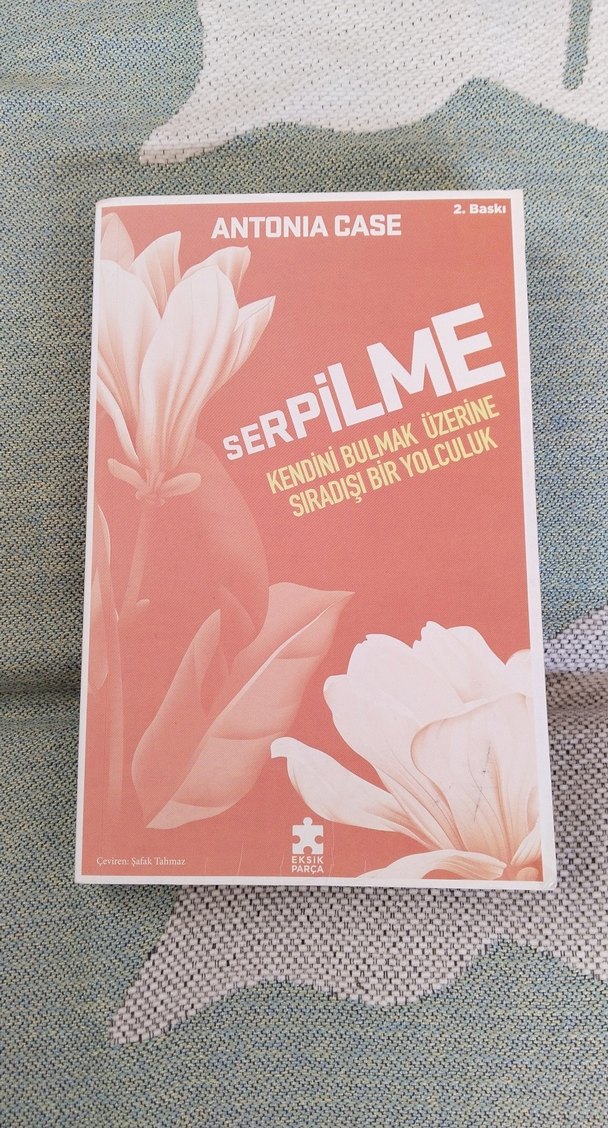 2. Baskı
ANTONIA CASE
SERPİLME
KENDİNİ BULMAK ÜZERİNE
SIRADIŞI BİR YOLCULUK
Çeviren: Şafak Tahmaz
EKSİK
PARÇA